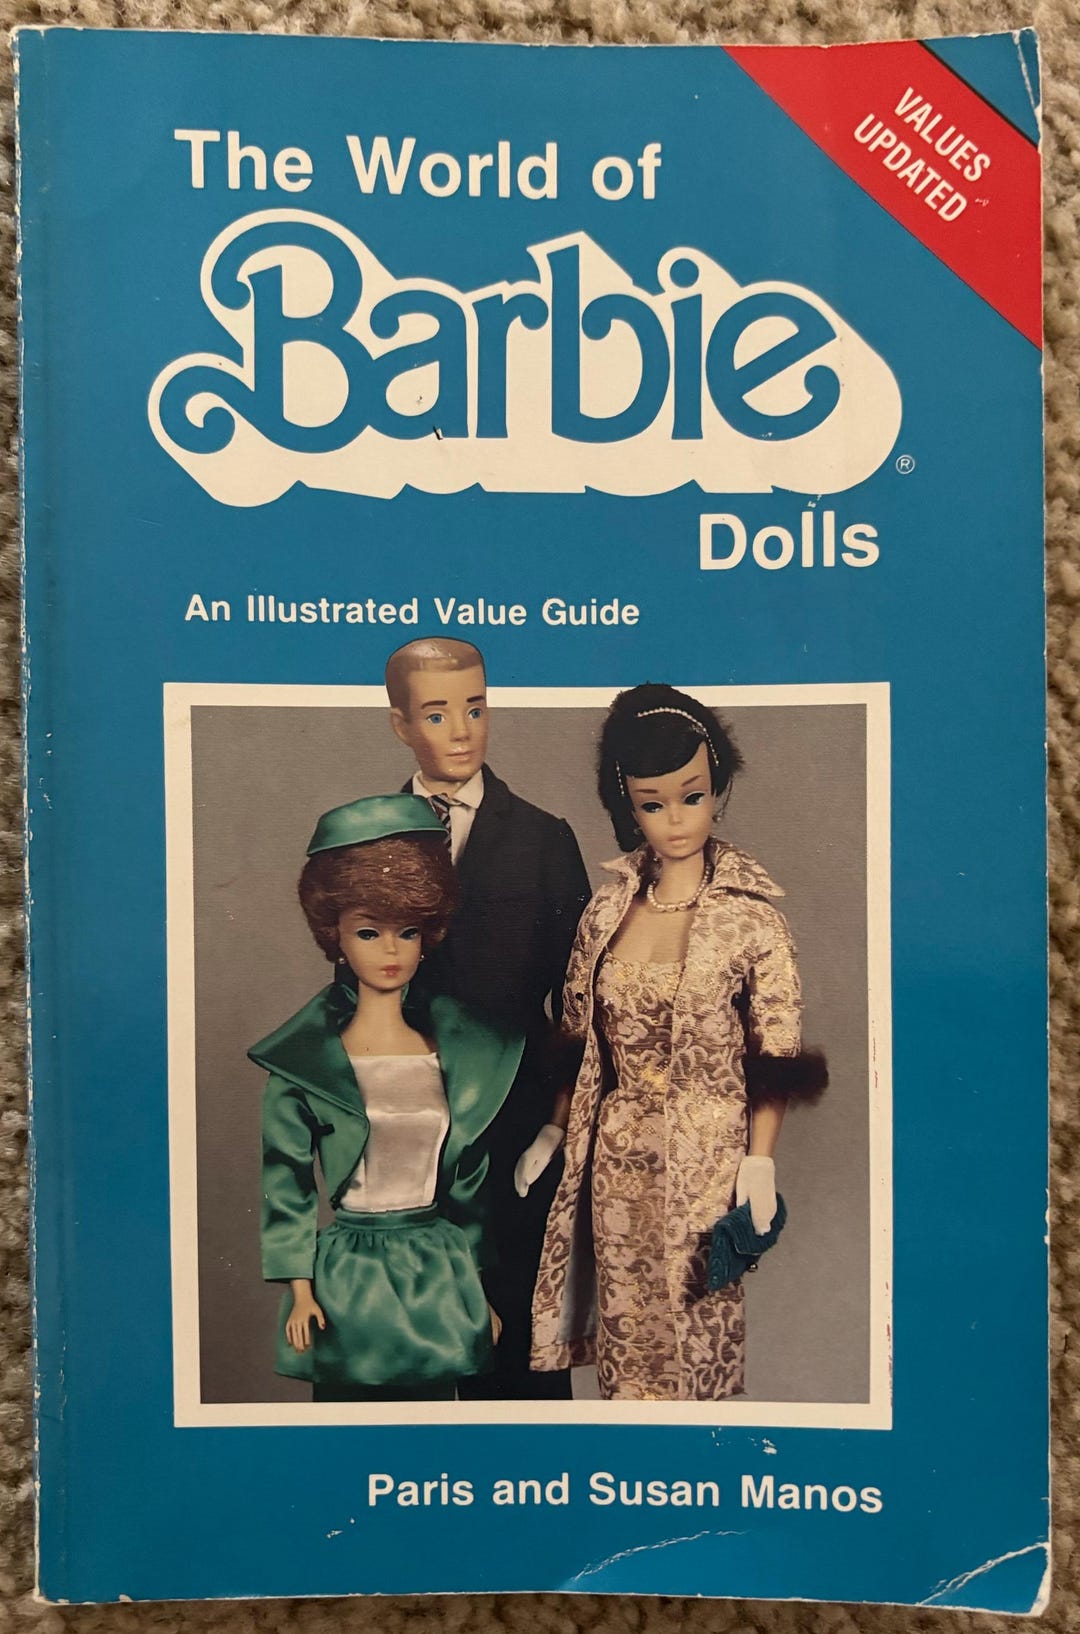 VALUES
UPDATED
The World of
Barbie®
Dolls
An Illustrated Value Guide
Paris and Susan Manos